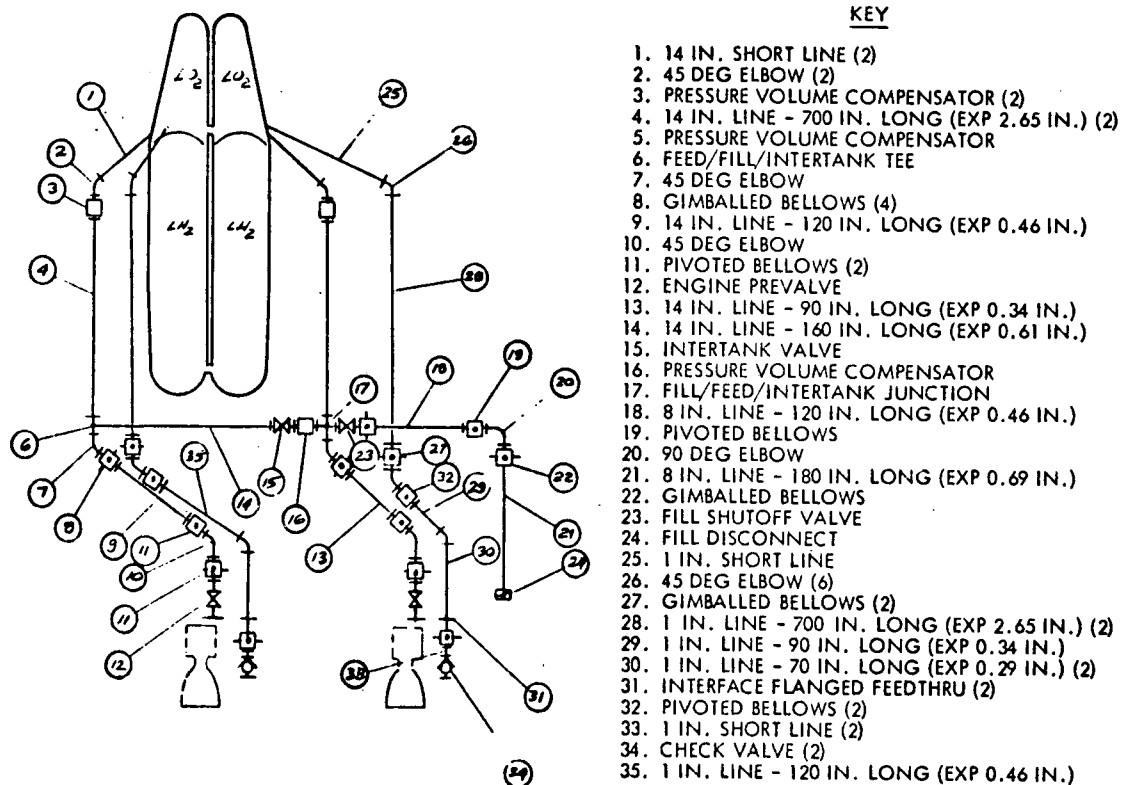 KEY
1. 14 IN. SHORT LINE (2)
2. 45 DEG ELBOW (2)
3. PRESSURE VOLUME COMPENSATOR (2)
4. 14 IN. LINE - 700 IN. LONG (EXP 2.65 IN.) (2)
5. PRESSURE VOLUME COMPENSATOR
6. FEED/FILL/INTERTANK TEE
7. 45 DEG ELBOW
8. GIMBALLED BELLOWS (4)
9. 14 IN. LINE - 120 IN. LONG (EXP 0.46 IN.)
10. 45 DEG ELBOW
11. PIVOTED BELLOWS (2)
12. ENGINE PREVALVE
13. 14 IN. LINE - 90 IN. LONG (EXP 0.34 IN.)
14. 14 IN. LINE - 160 IN. LONG (EXP 0.61 IN.)
15. INTERTANK VALVE
16. PRESSURE VOLUME COMPENSATOR
17. FILL/FEED/INTERTANK JUNCTION
18. 8 IN. LINE - 120 IN. LONG (EXP 0.46 IN.)
19. PIVOTED BELLOWS
20. 90 DEG ELBOW
21. 8 IN. LINE - 180 IN. LONG (EXP 0.69 IN.)
22. GIMBALLED BELLOWS
23. FILL SHUTOFF VALVE
24. FILL DISCONNECT
25. 1 IN. SHORT LINE
26. 45 DEG ELBOW (6)
27. GIMBALLED BELLOWS (2)
28. 1 IN. LINE - 700 IN. LONG (EXP 2.65 IN.) (2)
29. 1 IN. LINE - 90 IN. LONG (EXP 0.34 IN.)
30. 1 IN. LINE - 70 IN. LONG (EXP 0.29 IN.) (2)
31. INTERFACE FLANGED FEEDTHRU (2)
32. PIVOTED BELLOWS (2)
33. 1 IN. SHORT LINE (2)
34. CHECK VALVE (2)
35. 1 IN. LINE - 120 IN. LONG (EXP 0.46 IN.)
LO2 LO2
1
25
2
26
3
LH2 LH2
4
28
17
18
19
20
6
35
15
23
27
22
7
14
16
32
29
8
9
11
13
30
21
10
24
11
12
33
31
34